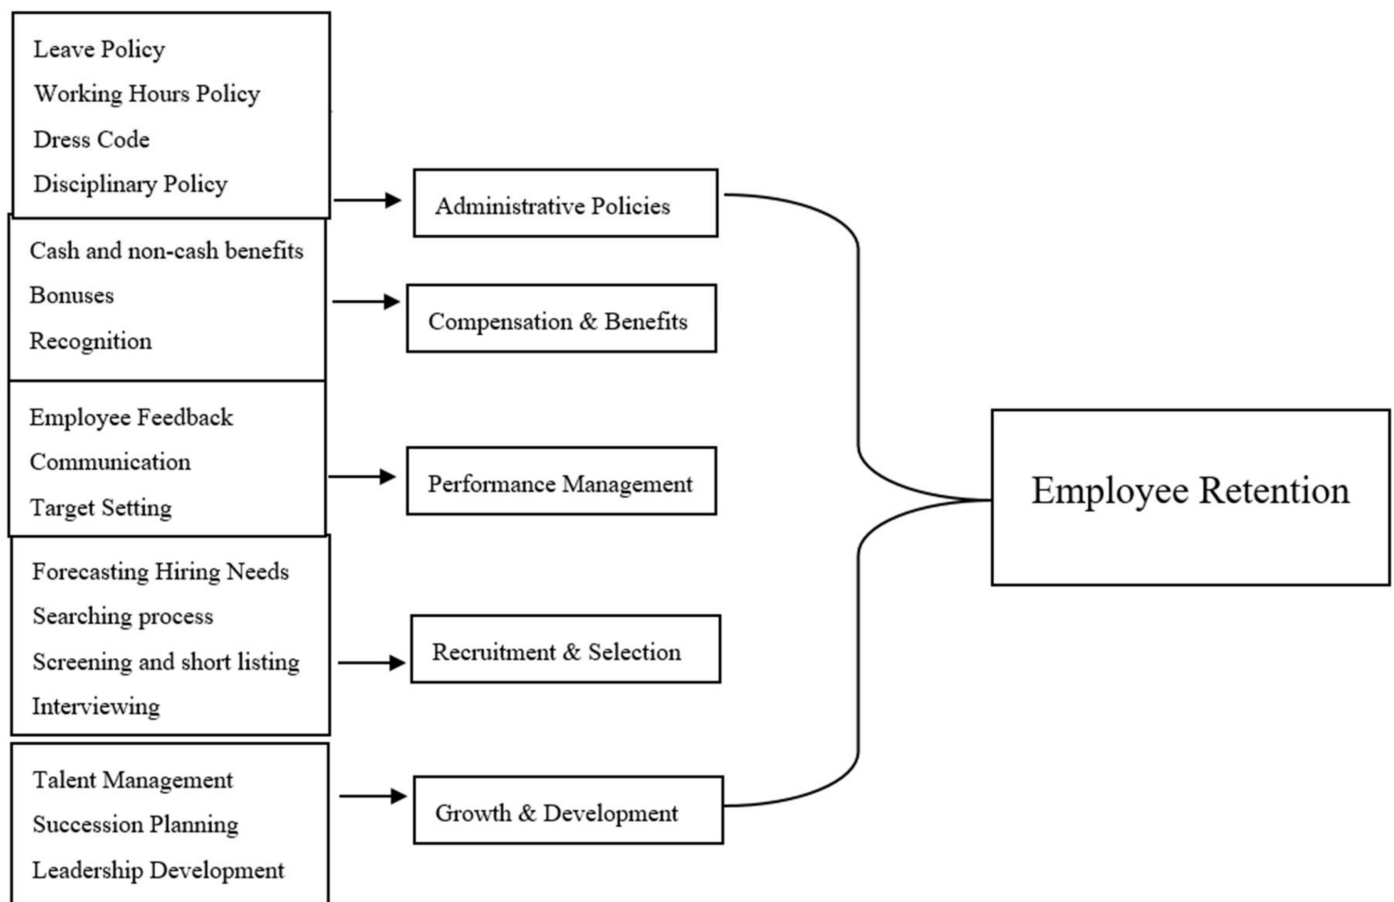 Leave Policy
Working Hours Policy
Dress Code
Disciplinary Policy
Administrative Policies
Cash and non-cash benefits
Bonuses
Recognition
Compensation & Benefits
Employee Feedback
Communication
Target Setting
Performance Management
Employee Retention
Forecasting Hiring Needs
Searching process
Screening and short listing
Interviewing
Recruitment & Selection
Talent Management
Succession Planning
Leadership Development
Growth & Development